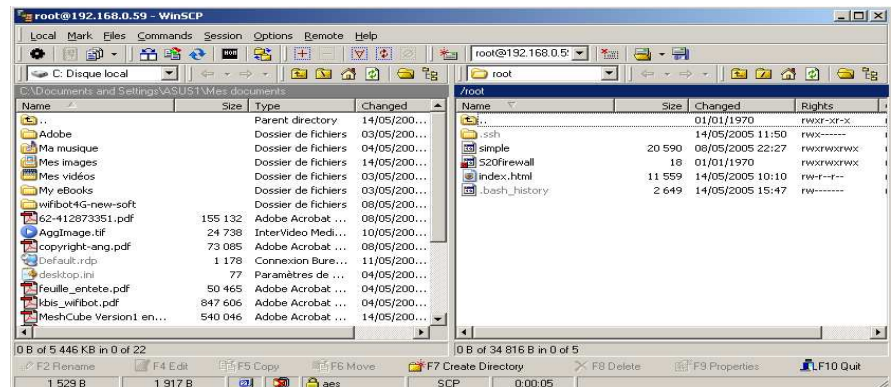 root@192.168.0.59 - WinSCP
Local Mark Files Commands Session Options Remote Help
root@192.168.0.5
C: Disque local
root
C:\Documents and Settings\ASUS1\Mes documents
/root
Name Size Type Changed
Name Size Changed Rights
.. Parent directory 14/05/200...
Adobe Dossier de fichiers 03/05/200...
Ma musique Dossier de fichiers 04/05/200...
Mes images Dossier de fichiers 14/05/200...
Mes vidéos Dossier de fichiers 03/05/200...
My eBooks Dossier de fichiers 03/05/200...
wifibot4G-new-soft Dossier de fichiers 08/05/200...
62-412873351.pdf 155 132 Adobe Acrobat ... 08/05/200...
AggImage.tif 24 738 InterVideo Medi... 10/05/200...
copyright-ang.pdf 73 085 Adobe Acrobat ... 08/05/200...
Default.rdp 1 178 Connexion Bure... 11/05/200...
desktop.ini 77 Paramètres de ... 04/05/200...
feuille_entete.pdf 50 465 Adobe Acrobat ... 04/05/200...
kbis_wifibot.pdf 847 606 Adobe Acrobat ... 04/05/200...
MeshCube Version1 en... 540 046 Adobe Acrobat ... 14/05/200...
.. 01/01/1970 rwxr-xr-x
.ssh 14/05/2005 11:50 rwx------
simple 20 590 08/05/2005 22:27 rwxrwxrwx
S20firewall 18 01/01/1970 rwxrwxrwx
index.html 11 559 14/05/2005 10:10 rw-r--r--
.bash_history 2 649 14/05/2005 15:47 rw-------
0 B of 5 446 KB in 0 of 22
0 B of 34 816 B in 0 of 5
F2 Rename F4 Edit F5 Copy F6 Move F7 Create Directory F8 Delete F9 Properties F10 Quit
1 529 B 1 917 B aes SCP 0:00:05